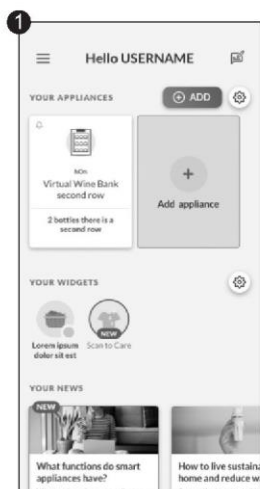 1
Hello USERNAME
YOUR APPLIANCES
ADD
Virtual Wine Bank
second row
2 bottles there is a
second row
Add appliance
YOUR WIDGETS
NEW
Lorem ipsum
dolor sit est
Scan to Care
YOUR NEWS
NEW
What functions do smart
appliances have?
How to live sustaina
home and reduce w